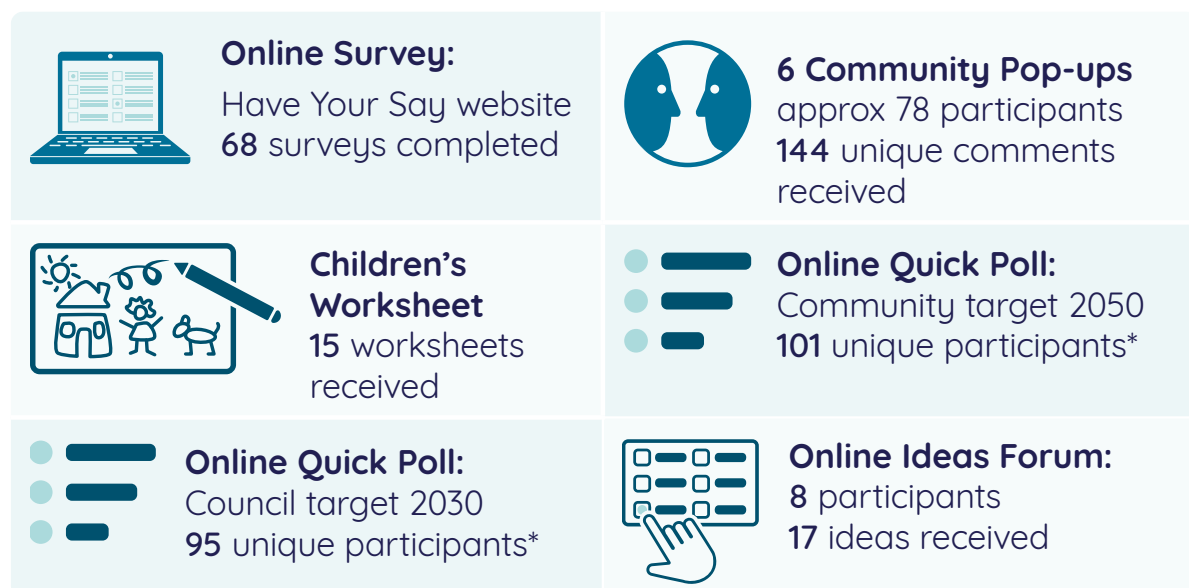 Online Survey:
Have Your Say website
68 surveys completed
6 Community Pop-ups
approx 78 participants
144 unique comments
received
Children’s
Worksheet
15 worksheets
received
Online Quick Poll:
Community target 2050
101 unique participants*
Online Quick Poll:
Council target 2030
95 unique participants*
Online Ideas Forum:
8 participants
17 ideas received